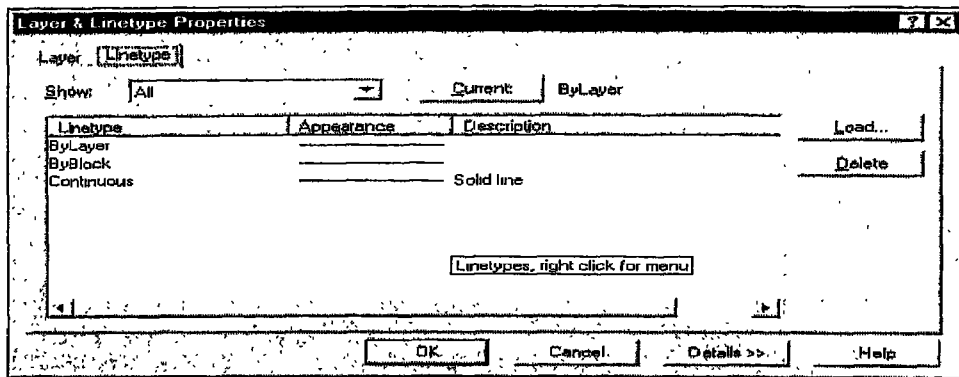 Layer & Linetype Properties ? X
Layer Linetype
Show: All Current ByLayer
Linetype Appearance Description
Load...
ByLayer
ByBlock
Delete
Continuous Solid line
Linetypes, right click for menu
OK Cancel Details >> Help